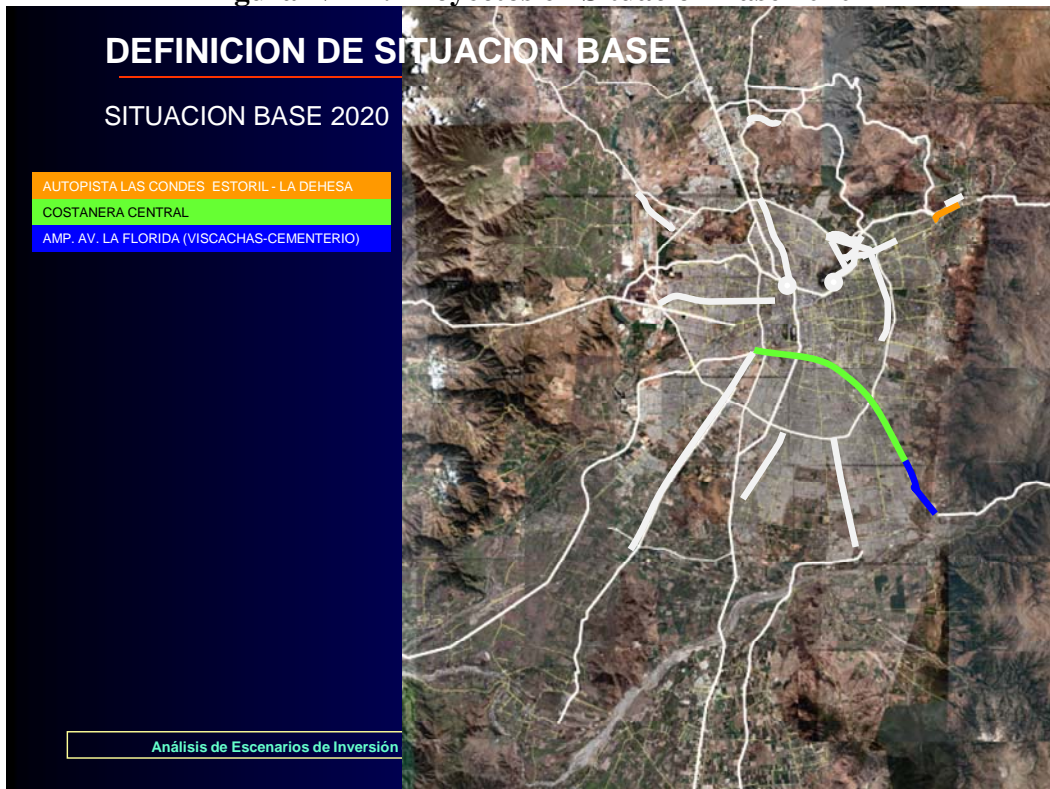 DEFINICION DE SITUACION BASE
SITUACION BASE 2020
AUTOPISTA LAS CONDES ESTORIL - LA DEHESA
COSTANERA CENTRAL
AMP. AV. LA FLORIDA (VISCACHAS-CEMENTERIO)
Análisis de Escenarios de Inversión